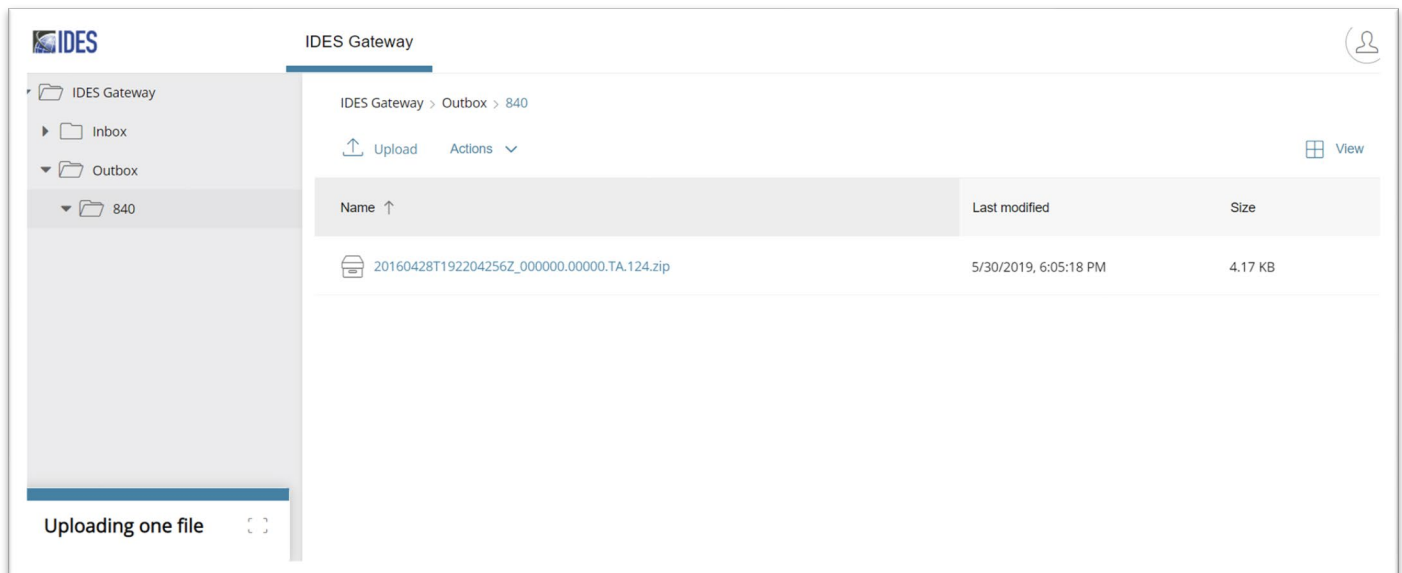 IDES
IDES Gateway
IDES Gateway
Inbox
Outbox
840
IDES Gateway > Outbox > 840
Upload Actions
View
Name Last modified Size
20160428T192204256Z_000000.00000.TA.124.zip 5/30/2019, 6:05:18 PM 4.17 KB
Uploading one file